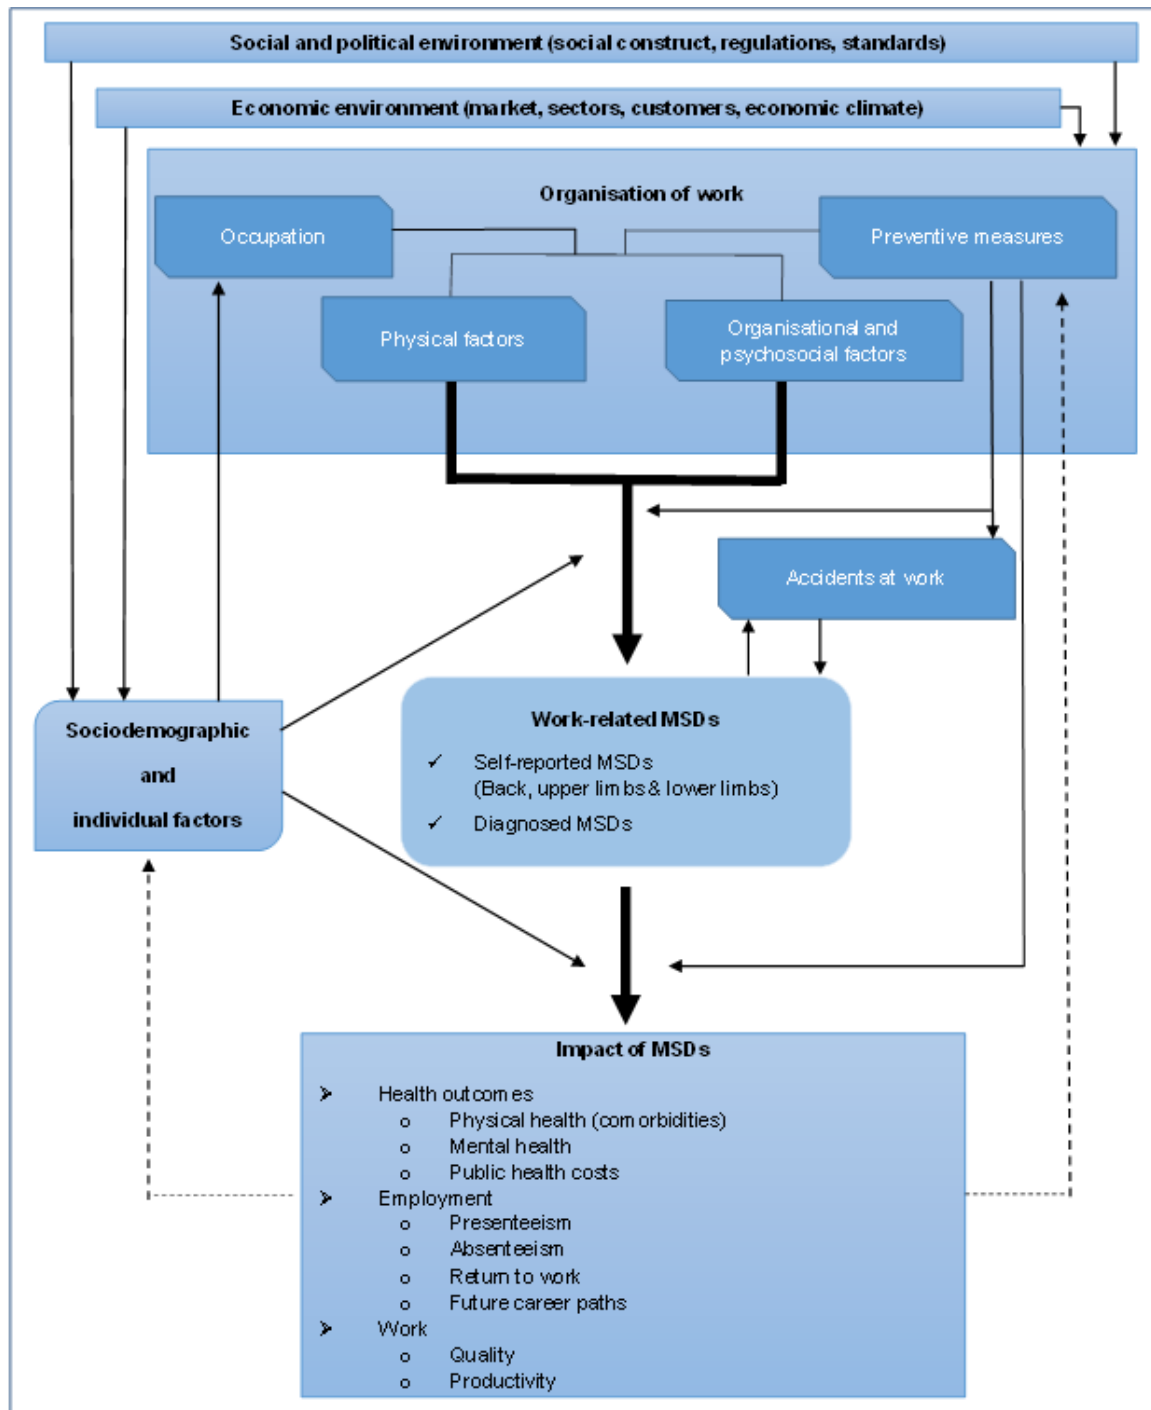 Social and political environment (social construct, regulations, standards)
Economic environment (market, sectors, customers, economic climate)
Organisation of work
Occupation
Preventive measures
Physical factors
Organisational and
psychosocial factors
Accidents at work
Sociodemographic
and
individual factors
Work-related MSDs
✓ Self-reported MSDs
(Back, upper limbs & lower limbs)
✓ Diagnosed MSDs
Impact of MSDs
➢ Health outcomes
o Physical health (comorbidities)
o Mental health
o Public health costs
➢ Employment
o Presenteeism
o Absenteeism
o Return to work
o Future career paths
➢ Work
o Quality
o Productivity